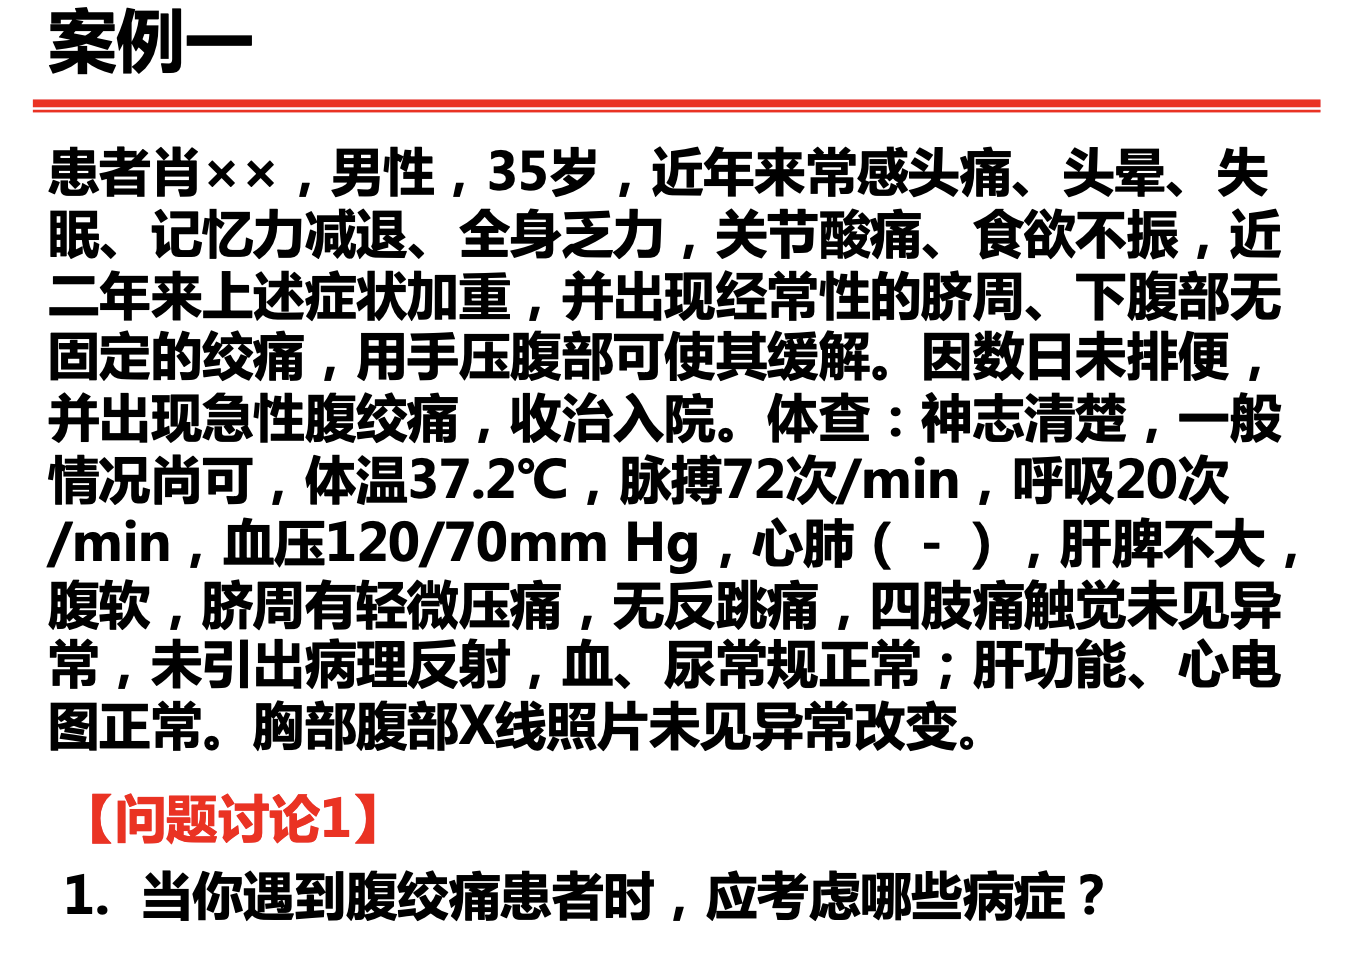 案例一
患者肖××，男性，35岁，近年来常感头痛、头晕、失
眠、记忆力减退、全身乏力，关节酸痛、食欲不振，近
二年来上述症状加重，并出现经常性的脐周、下腹部无
固定的绞痛，用手压腹部可使其缓解。因数日未排便，
并出现急性腹绞痛，收治入院。体查：神志清楚，一般
情况尚可，体温37.2℃，脉搏72次/min，呼吸20次
/min，血压120/70mm Hg，心肺（ - ），肝脾不大，
腹软，脐周有轻微压痛，无反跳痛，四肢痛触觉未见异
常，未引出病理反射，血、尿常规正常；肝功能、心电
图正常。胸部腹部X线照片未见异常改变。
【问题讨论1】
1. 当你遇到腹绞痛患者时，应考虑哪些病症？